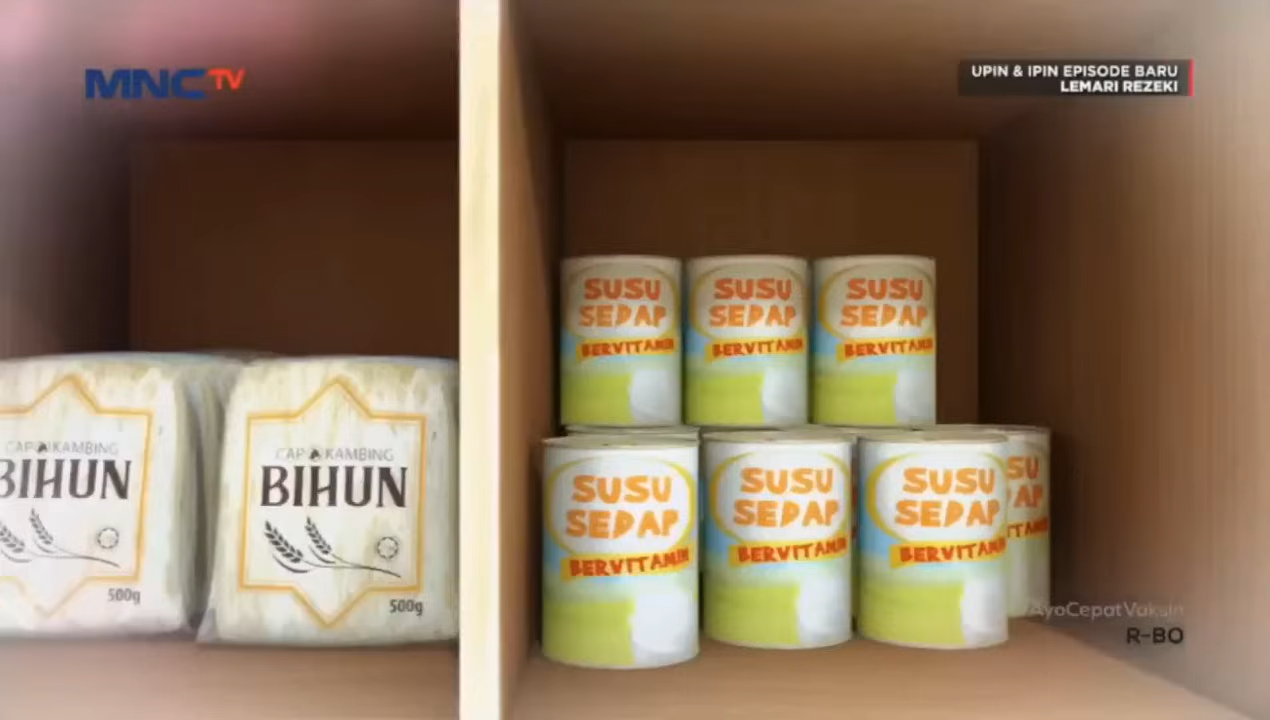 MNCTV
UPIN & IPIN EPISODE BARU
LEMARI REZEKI
SUSU
SEDAP
BERVITAMIN
SUSU
SEDAP
BERVITAMIN
SUSU
SEDAP
BERVITAMIN
CAP KAMBING
BIHUN
500g
CAP KAMBING
BIHUN
500g
SUSU
SEDAP
BERVITAMIN
SUSU
SEDAP
BERVITAMIN
SUSU
SEDAP
BERVITAMIN
#AyoCepatVaksin
R-BO